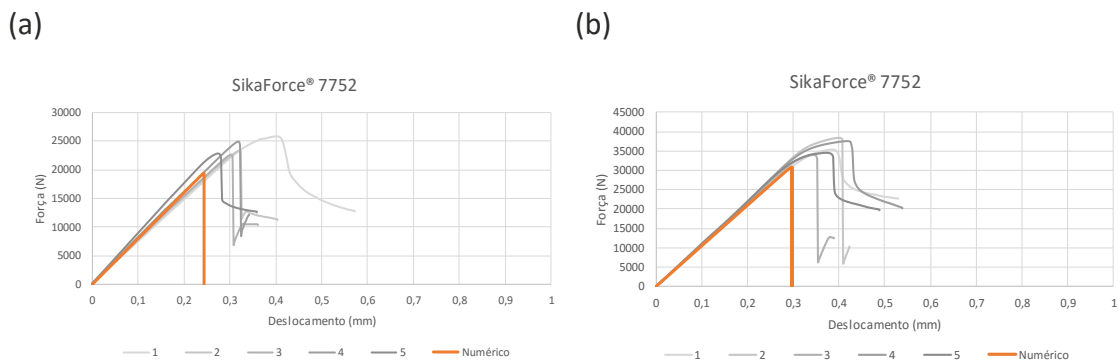 (a)
SikaForce® 7752
Força (N)
30000
25000
20000
15000
10000
5000
0
0 0,1 0,2 0,3 0,4 0,5 0,6 0,7 0,8 0,9 1
Deslocamento (mm)
1 2 3 4 5 Numérico
(b)
SikaForce® 7752
Força (N)
45000
40000
35000
30000
25000
20000
15000
10000
5000
0
0 0,1 0,2 0,3 0,4 0,5 0,6 0,7 0,8 0,9 1
Deslocamento (mm)
1 2 3 4 5 Numérico